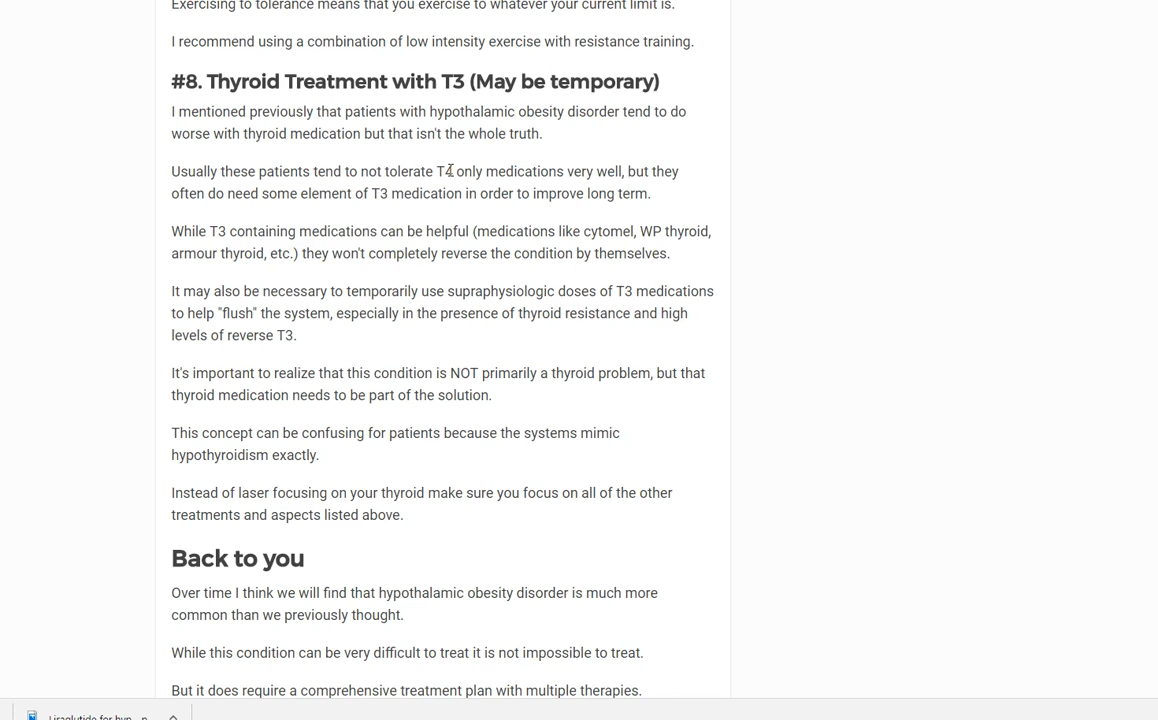 Exercising to tolerance means that you exercise to whatever your current limit is.
I recommend using a combination of low intensity exercise with resistance training.
#8. Thyroid Treatment with T3 (May be temporary)
I mentioned previously that patients with hypothalamic obesity disorder tend to do
worse with thyroid medication but that isn't the whole truth.
Usually these patients tend to not tolerate T4 only medications very well, but they
often do need some element of T3 medication in order to improve long term.
While T3 containing medications can be helpful (medications like cytomel, WP thyroid,
armour thyroid, etc.) they won't completely reverse the condition by themselves.
It may also be necessary to temporarily use supraphysiologic doses of T3 medications
to help "flush" the system, especially in the presence of thyroid resistance and high
levels of reverse T3.
It's important to realize that this condition is NOT primarily a thyroid problem, but that
thyroid medication needs to be part of the solution.
This concept can be confusing for patients because the systems mimic
hypothyroidism exactly.
Instead of laser focusing on your thyroid make sure you focus on all of the other
treatments and aspects listed above.
Back to you
Over time I think we will find that hypothalamic obesity disorder is much more
common than we previously thought.
While this condition can be very difficult to treat it is not impossible to treat.
But it does require a comprehensive treatment plan with multiple therapies.
Liraglutide for hyp...n